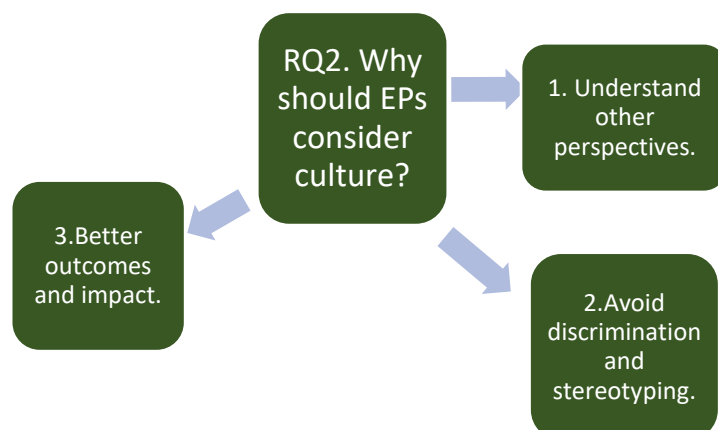 RQ2. Why
should EPs
consider
culture?
1. Understand
other
perspectives.
2.Avoid
discrimination
and
stereotyping.
3.Better
outcomes
and impact.